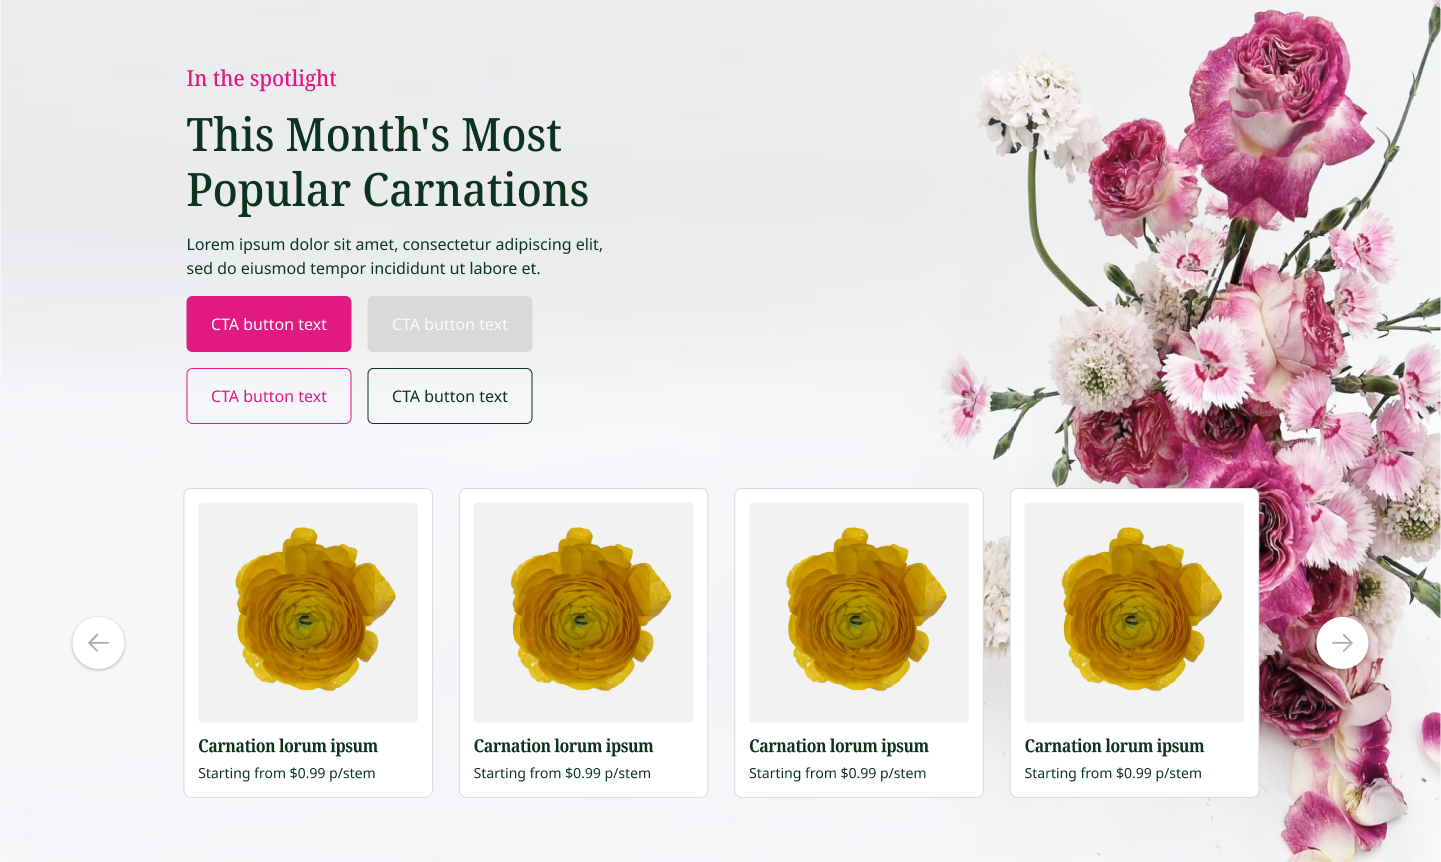 In the spotlight
This Month's Most
Popular Carnations
Lorem ipsum dolor sit amet, consectetur adipiscing elit,
sed do eiusmod tempor incididunt ut labore et.
CTA button text
CTA button text
CTA button text
CTA button text
Carnation lorum ipsum
Starting from $0.99 p/stem
Carnation lorum ipsum
Starting from $0.99 p/stem
Carnation lorum ipsum
Starting from $0.99 p/stem
Carnation lorum ipsum
Starting from $0.99 p/stem